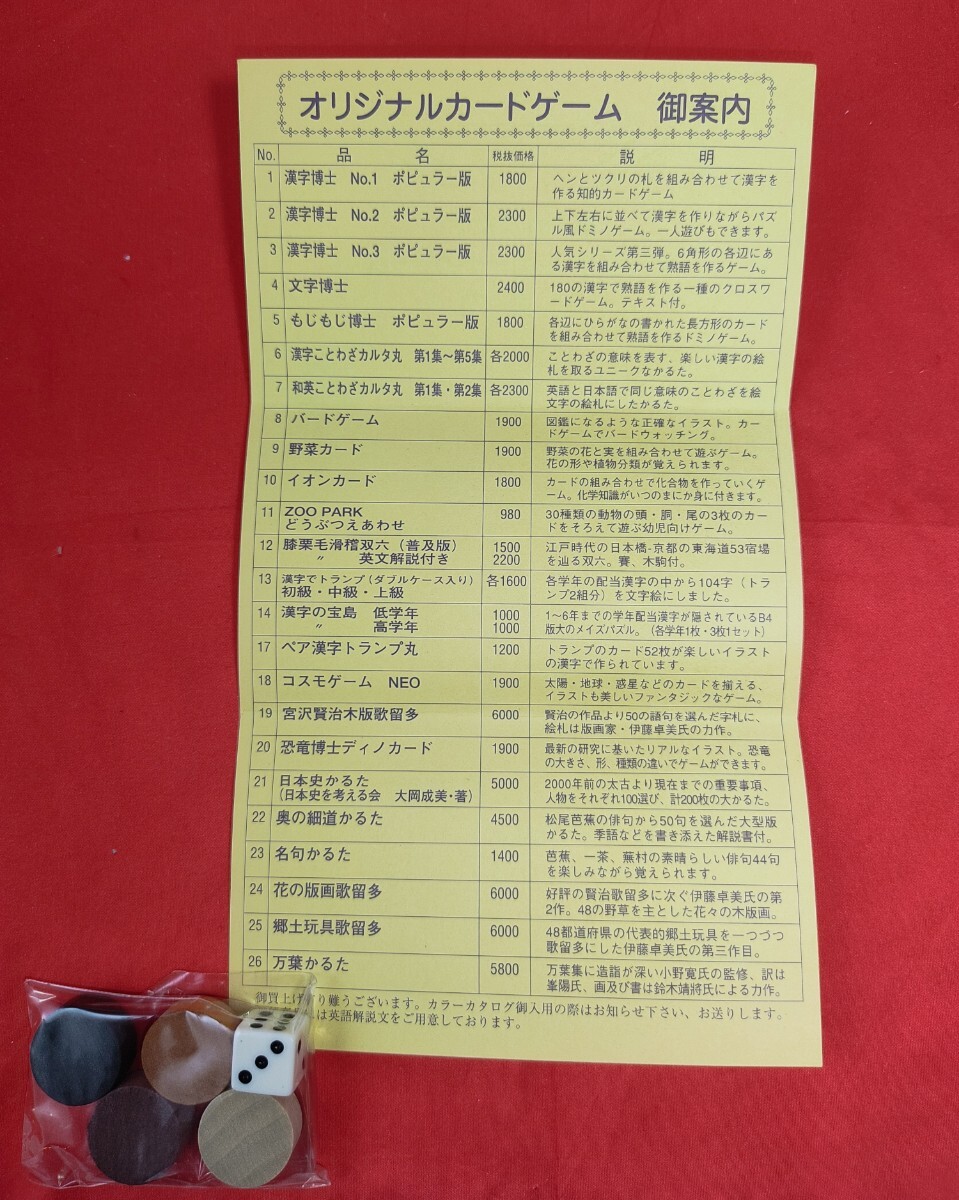 オリジナルカードゲーム 御案内
No. 品名 税抜価格 説明
1 漢字博士 No.1 ポピュラー版 1800 ヘンとツクリの札を組み合わせて漢字を
作る知的カードゲーム
2 漢字博士 No.2 ポピュラー版 2300 上下左右に並べて漢字を作りながらパズ
ル風ドミノゲーム。一人遊びもできます。
3 漢字博士 No.3 ポピュラー版 2300 人気シリーズ第三弾。6角形の各辺にあ
る漢字を組み合わせて熟語を作るゲーム。
4 文字博士 2400 180の漢字で熟語を作る一種のクロスワ
ードゲーム。テキスト付。
5 もじもじ博士 ポピュラー版 1800 各辺にひらがなの書かれた長方形のカード
を組み合わせて熟語を作るドミノゲーム。
6 漢字ことわざカルタ丸 第1集〜第5集 各2000 ことわざの意味を表す、楽しい漢字の絵
札を取るユニークなかるた。
7 和英ことわざカルタ丸 第1集・第2集 各2300 英語と日本語で同じ意味のことわざを絵
文字の絵札にしたかるた。
8 バードゲーム 1900 図鑑になるような正確なイラスト。カー
ドゲームでバードウォッチング。
9 野菜カード 1900 野菜の花と実を組み合わせて遊ぶゲーム。
花の形や植物分類が覚えられます。
10 イオンカード 1800 カードの組み合わせで化合物を作っていくゲ
ーム。化学知識がいつのまにか身に付きます。
11 ZOO PARK 980 30種類の動物の頭・胴・尾の3枚のカー
どうぶつえあわせ ドをそろえて遊ぶ幼児向けゲーム。
12 膝栗毛滑稽双六（普及版） 1500 江戸時代の日本橋-京都の東海道53宿場
〃 英文解説付き 2200 を辿る双六。賽、木駒付。
13 漢字でトランプ（ダブルケース入り） 各1600 各学年の配当漢字の中から104字（トラ
初級・中級・上級 ンプ2組分）を文字絵にしました。
14 漢字の宝島 低学年 1000 1〜6年までの学年配当漢字が隠されているB4
〃 高学年 1000 版大のメイズパズル。（各学年1枚・3枚1セット）
17 ペア漢字トランプ丸 1200 トランプのカード52枚が楽しいイラスト
の漢字で作られています。
18 コスモゲーム NEO 1900 太陽・地球・惑星などのカードを揃える、
イラストも美しいファンタジックなゲーム。
19 宮沢賢治木版歌留多 6000 賢治の作品より50の語句を選んだ字札に、
絵札は版画家・伊藤卓美氏の力作。
20 恐竜博士ディノカード 1900 最新の研究に基いたリアルなイラスト。恐竜
の大きさ、形、種類の違いでゲームができます。
21 日本史かるた 5000 2000年前の太古より現在までの重要事項、
（日本史を考える会 大岡成美・著） 人物をそれぞれ100選び、計200枚の大かるた。
22 奥の細道かるた 4500 松尾芭蕉の俳句から50句を選んだ大型版
かるた。季語などを書き添えた解説書付。
23 名句かるた 1400 芭蕉、一茶、蕪村の素晴らしい俳句44句
を楽しみながら覚えられます。
24 花の版画歌留多 6000 好評の賢治歌留多に次ぐ伊藤卓美氏の第
2作。48の野草を主とした花々の木版画。
25 郷土玩具歌留多 6000 48都道府県の代表的郷土玩具を一つづつ
歌留多にした伊藤卓美氏の第三作目。
26 万葉かるた 5800 万葉集に造詣が深い小野寛氏の監修、訳は
峯陽氏、画及び書は鈴木靖將氏による力作。
御買上げ有り難うございます。カラーカタログ御入用の際はお知らせ下さい、お送りします。
は英語解説文をご用意しております。